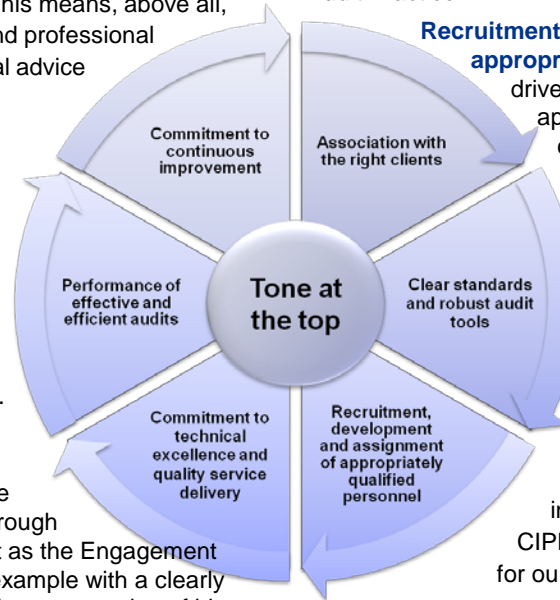 his means, above all,
nd professional
al advice
Recruitment
appropr
drive
ap
Commitment to
continuous
improvement
Association with
the right clients
Clear standards
and robust audit
tools
Recruitment,
development
and assignment
of appropriately
qualified
personnel
Commitment to
technical
excellence and
quality service
delivery
Performance of
effective and
efficient audits
Tone at
the top
e
rough
t as the Engagement
example with a clearly
in
CIPI
for ou